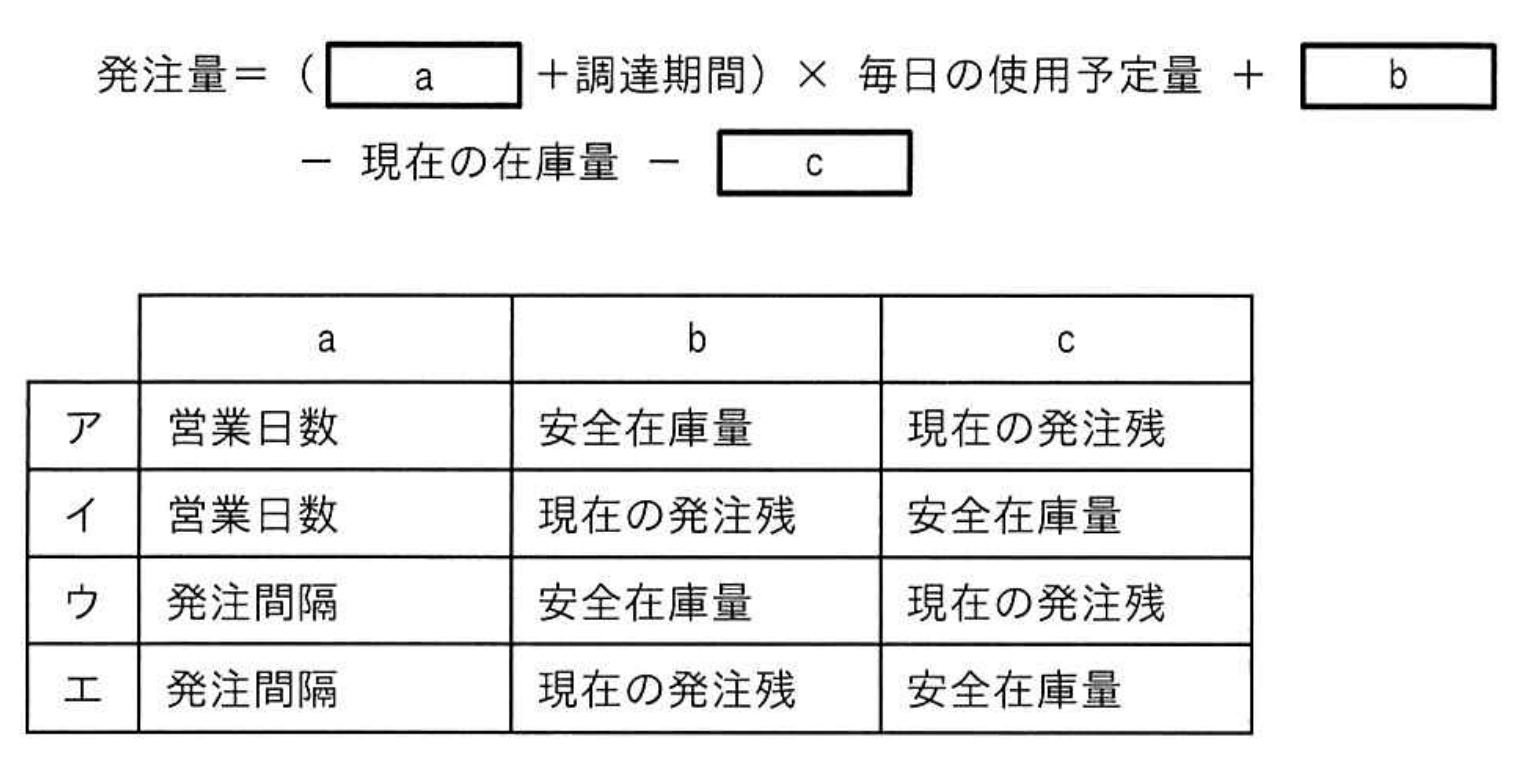 発注量＝（ a ＋調達期間）× 毎日の使用予定量 ＋ b
－ 現在の在庫量 － c
a b c
ア 営業日数 安全在庫量 現在の発注残
イ 営業日数 現在の発注残 安全在庫量
ウ 発注間隔 安全在庫量 現在の発注残
エ 発注間隔 現在の発注残 安全在庫量